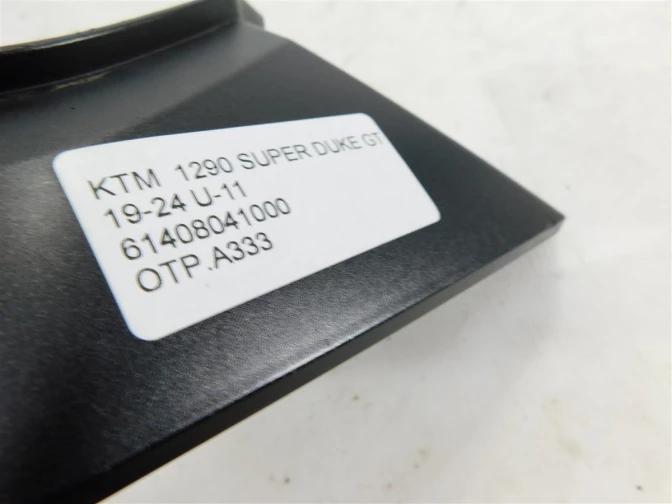 KTM 1290 SUPER DUKE GT
19-24 U-11
61408041000
OTP.A333